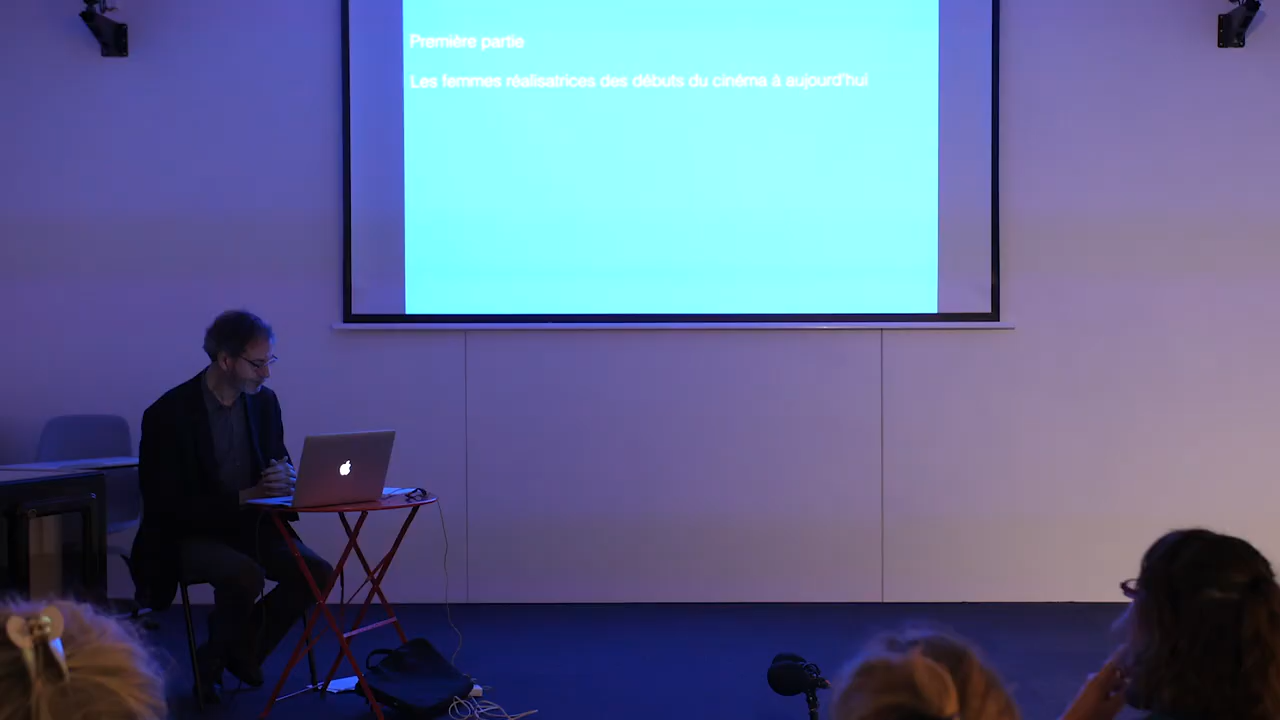 Première partie
Les femmes réalisatrices des débuts du cinéma à aujourd'hui